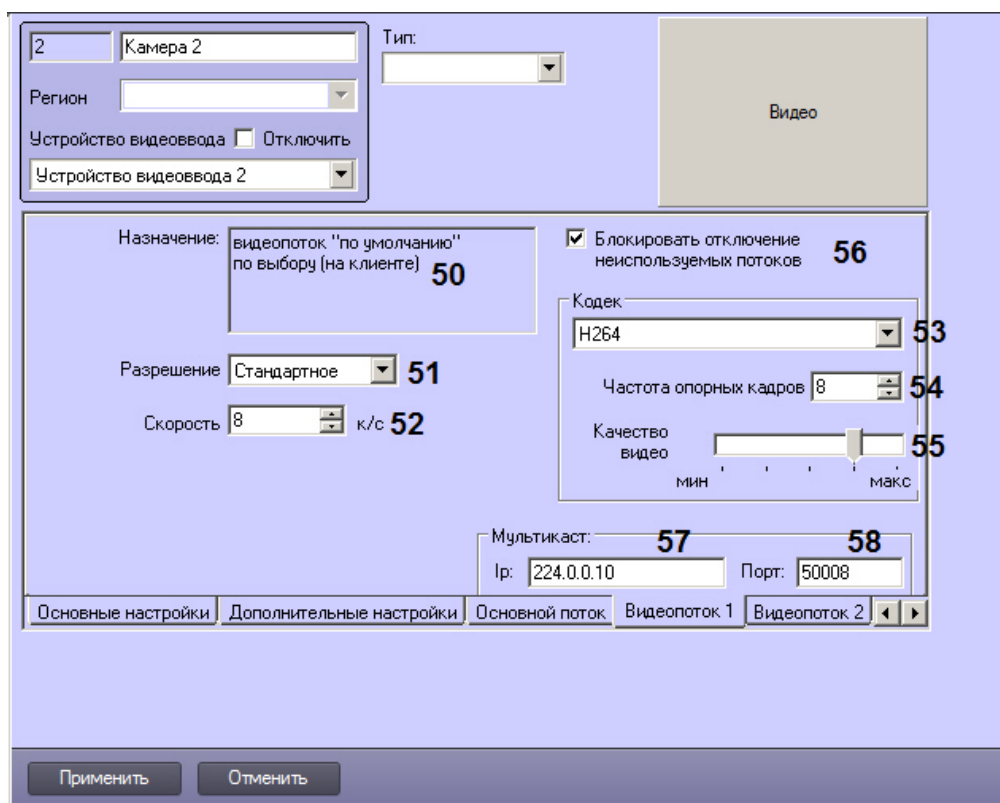 2 Камера 2
Тип:
Регион
Видео
Устройство видеоввода Отключить
Устройство видеоввода 2
Назначение: видеопоток "по умолчанию"
по выбору (на клиенте) 50
Блокировать отключение
неиспользуемых потоков 56
Кодек
H264 53
Разрешение Стандартное 51
Частота опорных кадров 8 54
Скорость 8 к/с 52
Качество
видео 55
мин макс
Мультикаст: 57 58
Ip: 224.0.0.10 Порт: 50008
Основные настройки Дополнительные настройки Основной поток Видеопоток 1 Видеопоток 2
Применить Отменить